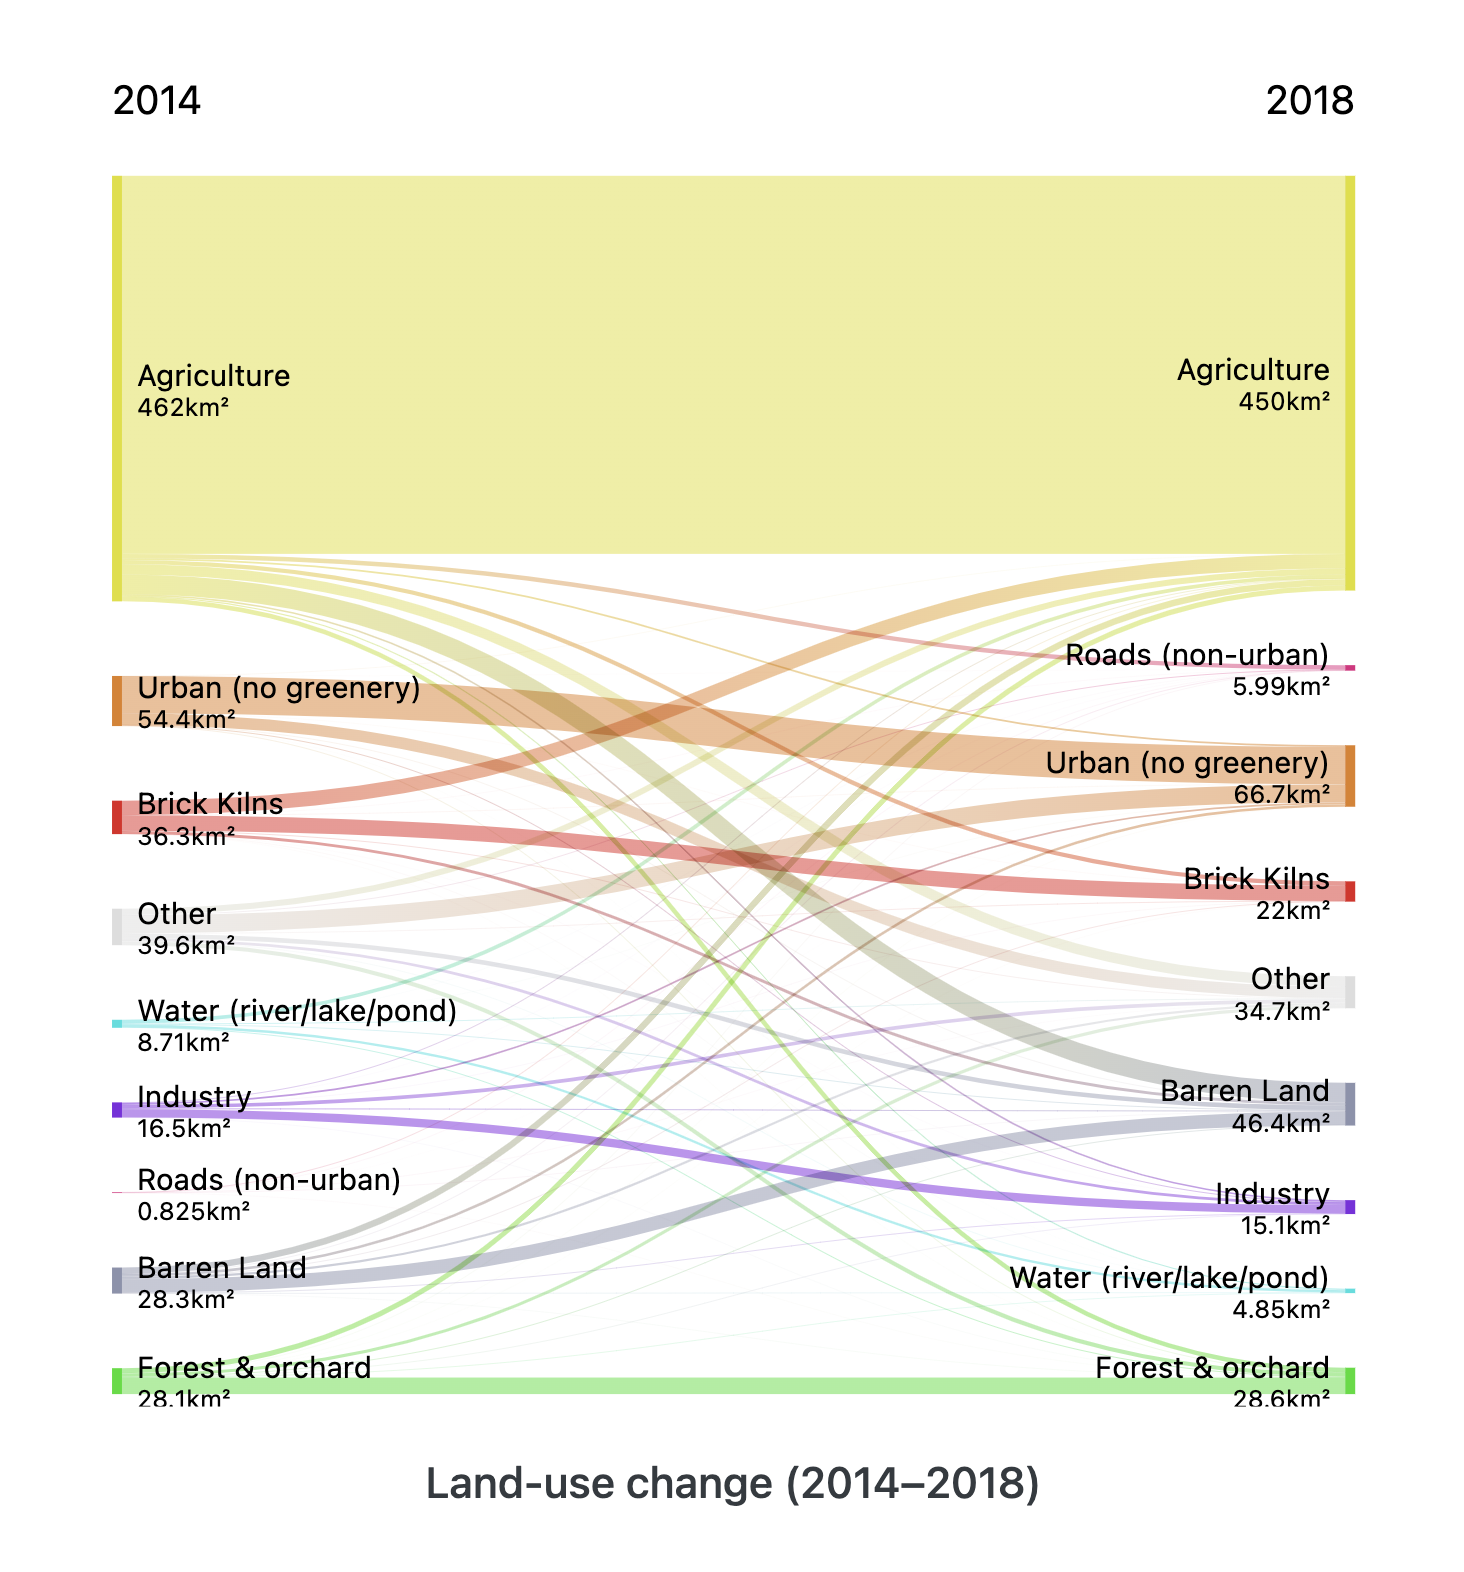 2014
2018
Agriculture
462km²
Agriculture
450km²
Urban (no greenery)
54.4km²
Roads (non-urban)
5.99km²
Brick Kilns
36.3km²
Urban (no greenery)
66.7km²
Other
39.6km²
Brick Kilns
22km²
Water (river/lake/pond)
8.71km²
Other
34.7km²
Industry
16.5km²
Barren Land
46.4km²
Roads (non-urban)
0.825km²
Industry
15.1km²
Barren Land
28.3km²
Water (river/lake/pond)
4.85km²
Forest & orchard
28.1km²
Forest & orchard
28.6km²
Land-use change (2014–2018)